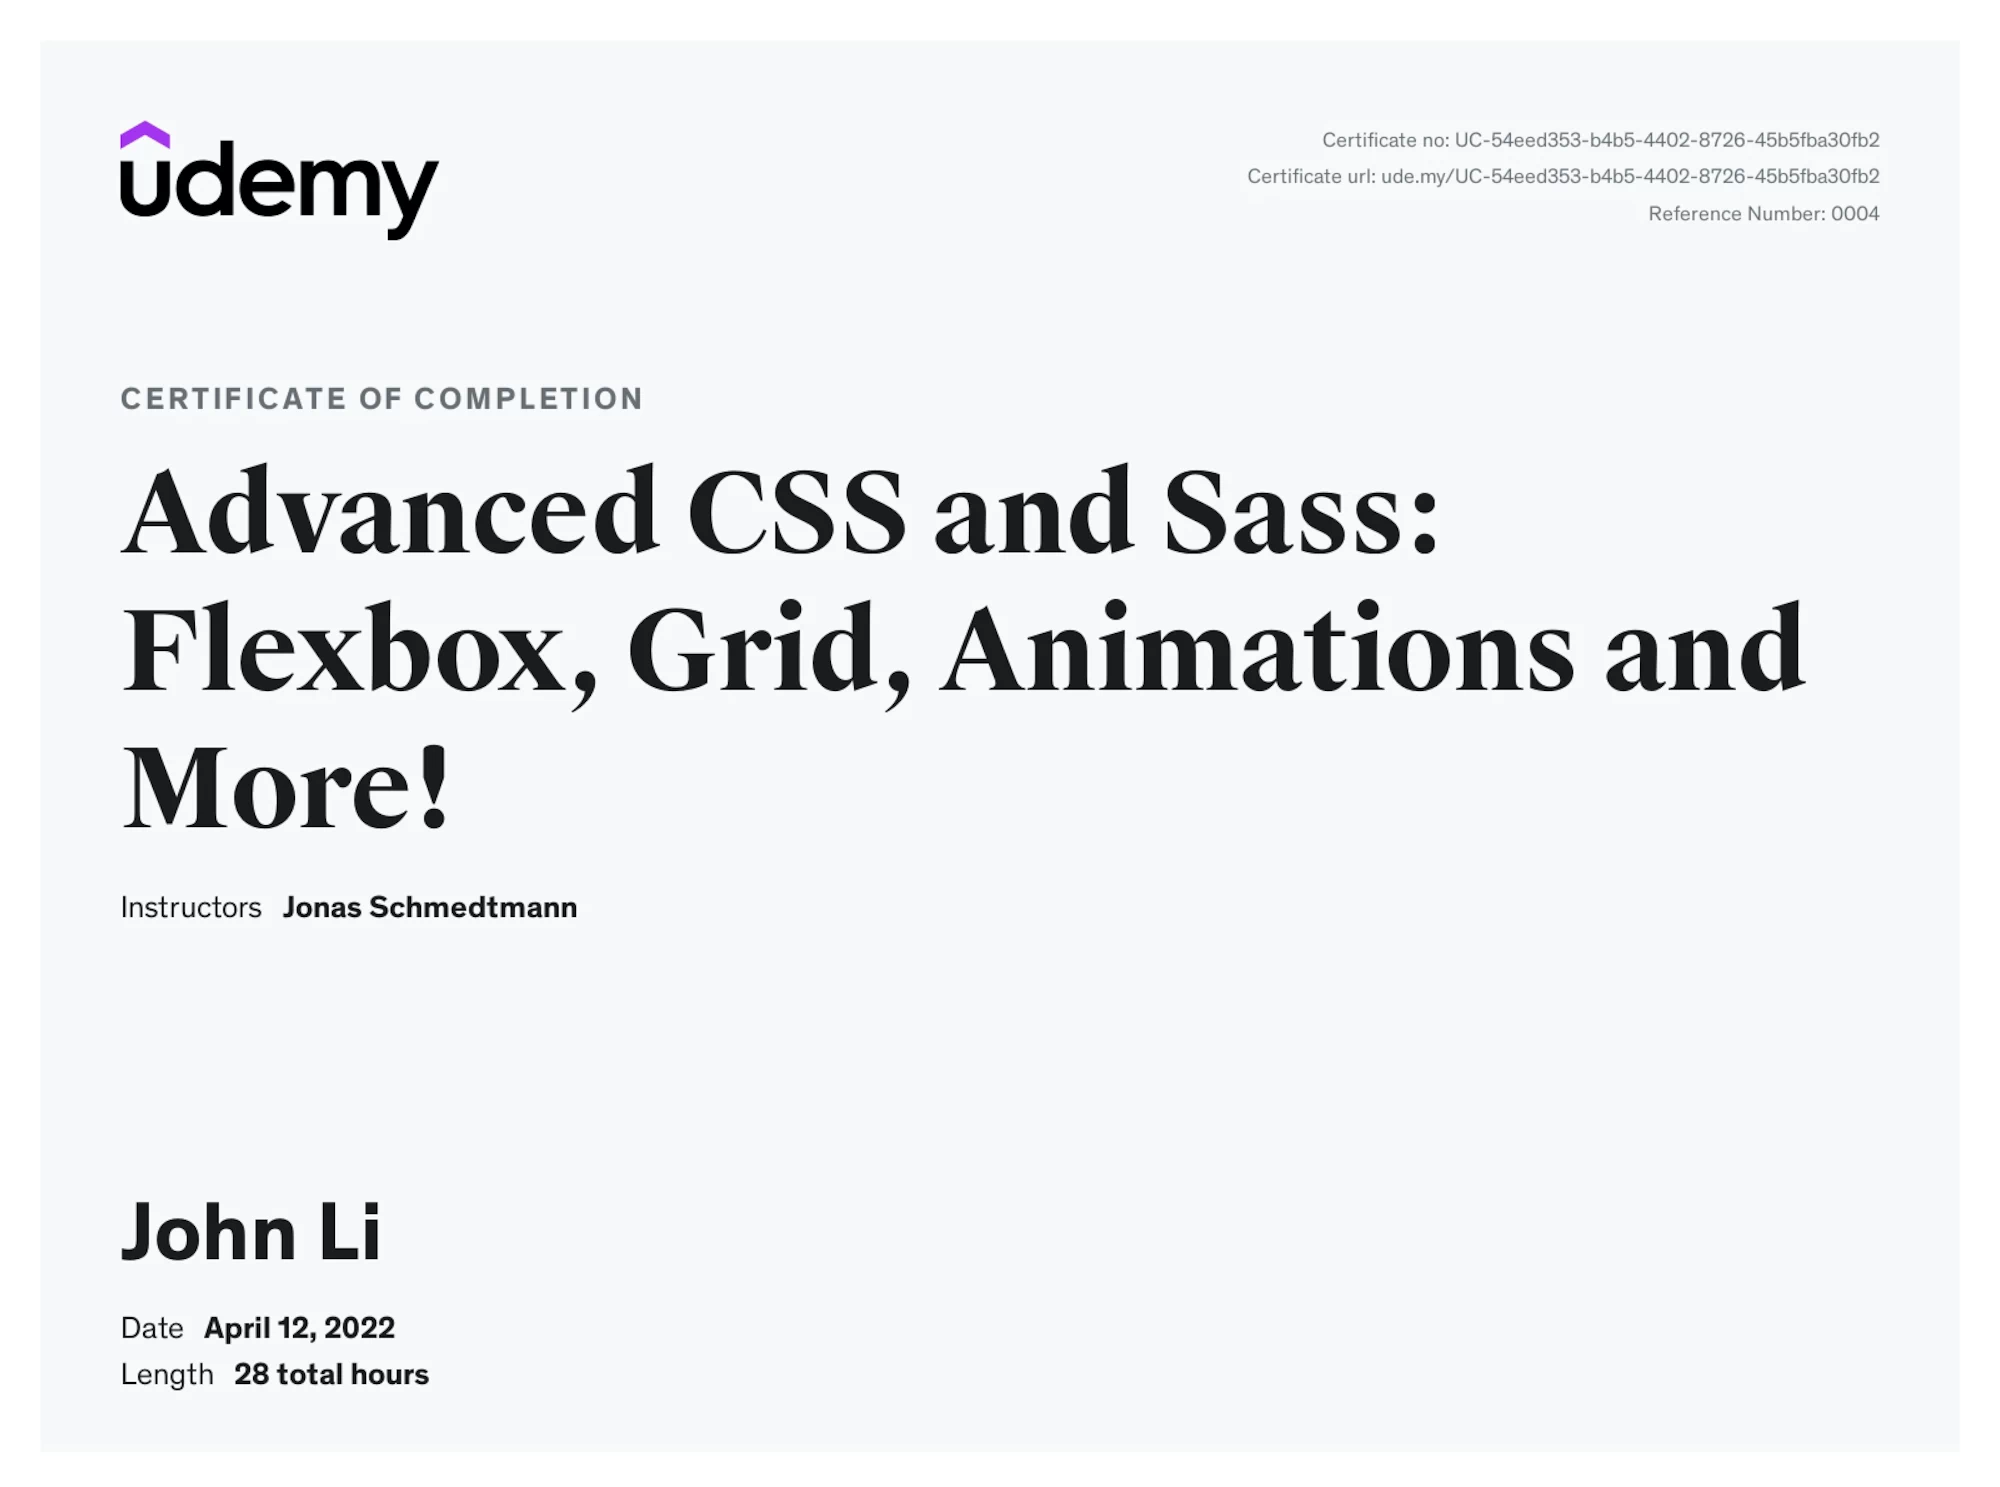 udemy
Certificate no: UC-54eed353-b4b5-4402-8726-45b5fba30fb2
Certificate url: ude.my/UC-54eed353-b4b5-4402-8726-45b5fba30fb2
Reference Number: 0004
CERTIFICATE OF COMPLETION
Advanced CSS and Sass:
Flexbox, Grid, Animations and
More!
Instructors Jonas Schmedtmann
John Li
Date April 12, 2022
Length 28 total hours